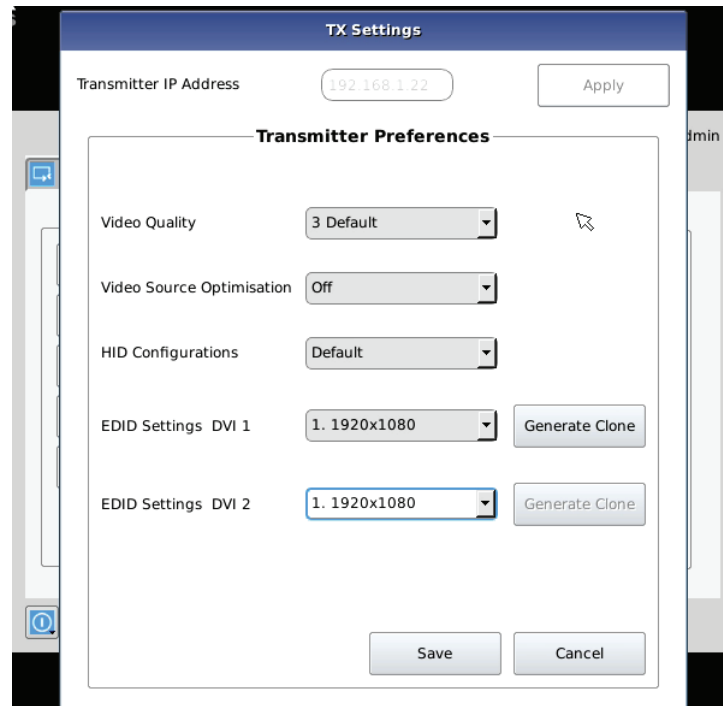 TX Settings
Transmitter IP Address 192.168.1.22 Apply
dmin
Transmitter Preferences
Video Quality 3 Default
Video Source Optimisation Off
HID Configurations Default
EDID Settings DVI 1 1. 1920x1080 Generate Clone
EDID Settings DVI 2 1. 1920x1080 Generate Clone
Save Cancel